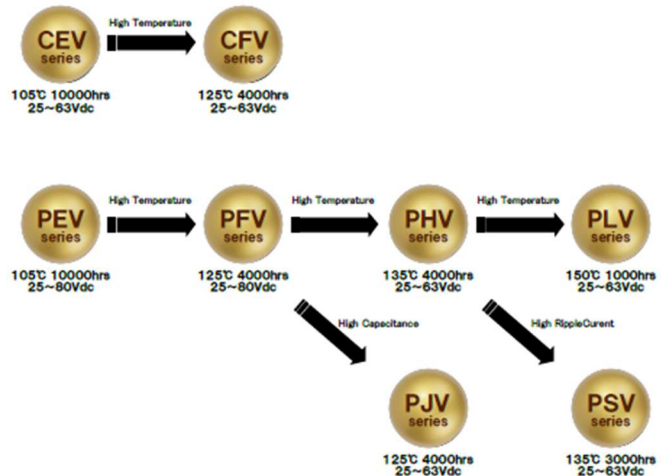 High Temperature
CEV
series
CFV
series
105℃ 10000hrs
25~63Vdc
125℃ 4000hrs
25~63Vdc
High Temperature
High Temperature
High Temperature
PEV
series
PFV
series
PHV
series
PLV
series
105℃ 10000hrs
25~80Vdc
125℃ 4000hrs
25~80Vdc
135℃ 4000hrs
25~63Vdc
150℃ 1000hrs
25~63Vdc
High Capacitance
High RippleCurent
PJV
series
PSV
series
125℃ 4000hrs
25~63Vdc
135℃ 3000hrs
25~63Vdc